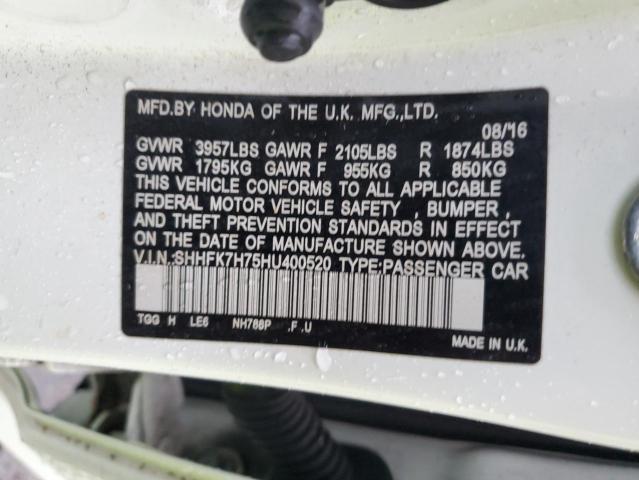 MFD.BY HONDA OF THE U.K. MFG.,LTD.
08/16
GVWR 3957LBS GAWR F 2105LBS R 1874LBS
GVWR 1795KG GAWR F 955KG R 850KG
THIS VEHICLE CONFORMS TO ALL APPLICABLE
FEDERAL MOTOR VEHICLE SAFETY , BUMPER ,
AND THEFT PREVENTION STANDARDS IN EFFECT
ON THE DATE OF MANUFACTURE SHOWN ABOVE.
V.I.N:SHHFK7H75HU400520 TYPE:PASSENGER CAR
TGG H LE6 NH788P .F .U
MADE IN U.K.